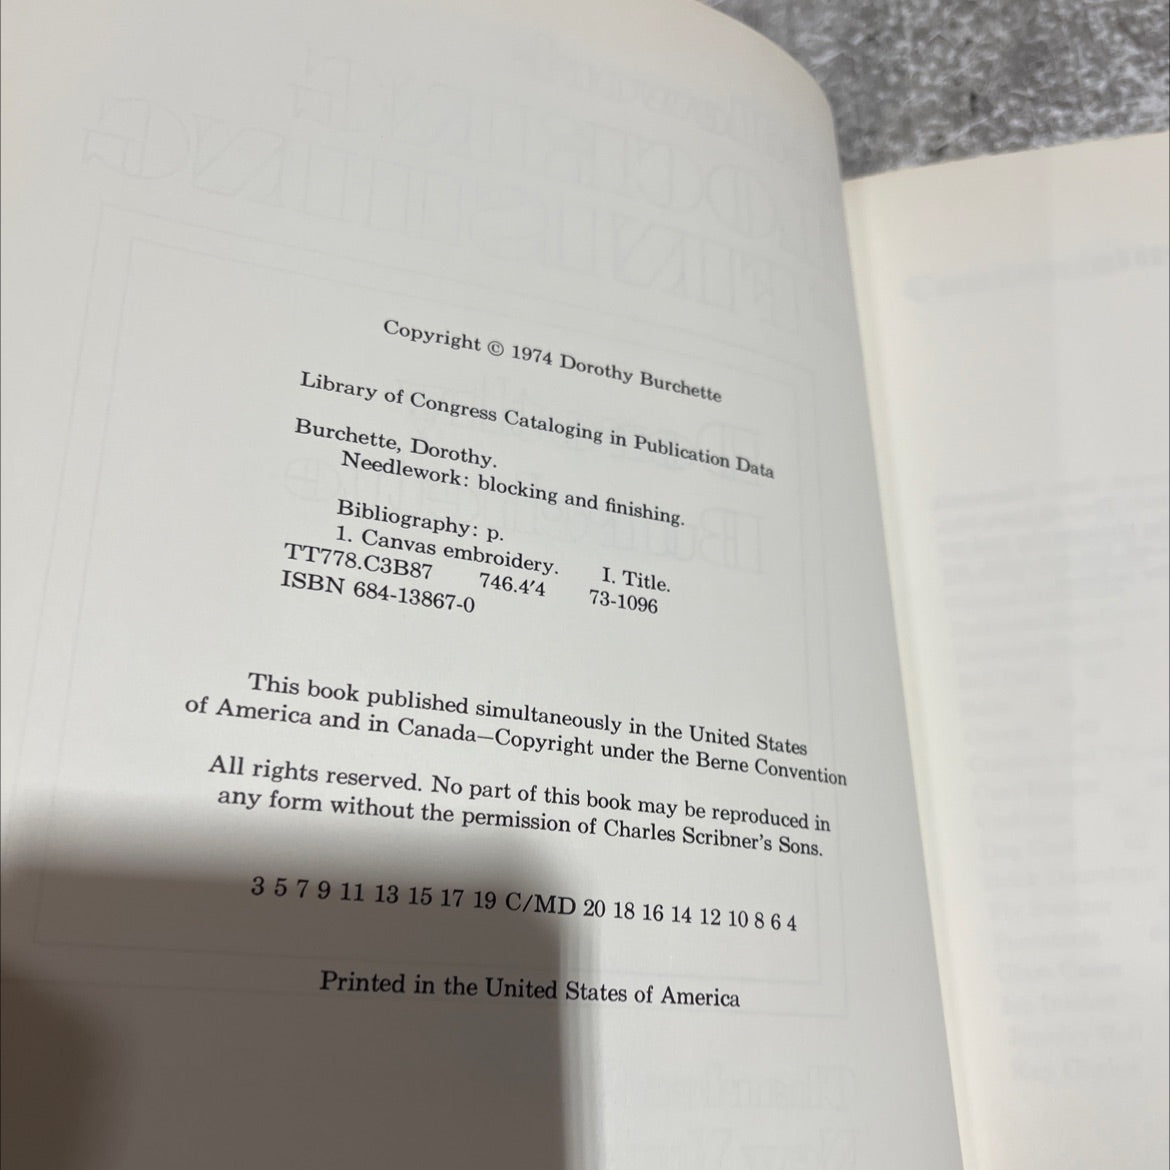 Copyright © 1974 Dorothy Burchette
Library of Congress Cataloging in Publication Data
Burchette, Dorothy.
Needlework: blocking and finishing.
Bibliography: p.
1. Canvas embroidery. I. Title.
TT778.C3B87 746.4′4 73-1096
ISBN 684-13867-0
This book published simultaneously in the United States
of America and in Canada—Copyright under the Berne Convention
All rights reserved. No part of this book may be reproduced in
any form without the permission of Charles Scribner's Sons.
3 5 7 9 11 13 15 17 19 C/MD 20 18 16 14 12 10 8 6 4
Printed in the United States of America